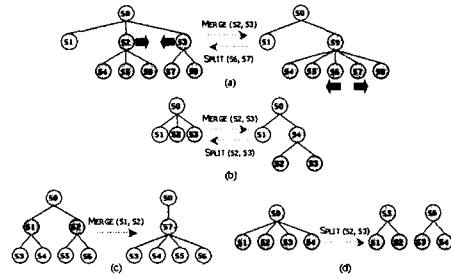 S0
S0
S1 S2 S3
MERGE (S2, S3)
S1 S9
SPLIT (S6, S7)
S4 S5 S6 S7 S8
S4 S5 S6 S7 S8
(a)
S0
S0
MERGE (S2, S3)
S1 S2 S3
S1 S4
SPLIT (S2, S3)
S2 S3
(b)
S0
S0
S1 S2
MERGE (S1, S2)
S7
S3 S4 S5 S6
S3 S4 S5 S6
(c)
S0
S5 S6
SPLIT (S2, S3)
S1 S2 S3 S4
S1 S2 S3 S4
(d)